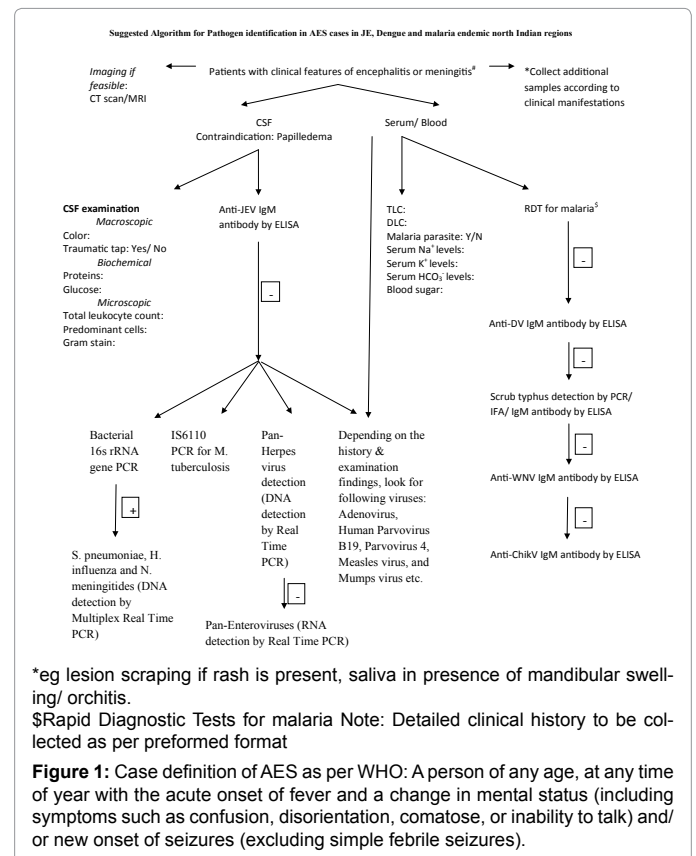 Suggested Algorithm for Pathogen identification in AES cases in JE, Dengue and malaria endemic north Indian regions
Imaging if
feasible:
CT scan/MRI
Patients with clinical features of encephalitis or meningitis#
*Collect additional
samples according to
clinical manifestations
CSF
Contraindication: Papilledema
Serum/ Blood
CSF examination
Macroscopic
Color:
Traumatic tap: Yes/ No
Biochemical
Proteins:
Glucose:
Microscopic
Total leukocyte count:
Predominant cells:
Gram stain:
Anti-JEV IgM
antibody by ELISA
-
TLC:
DLC:
Malaria parasite: Y/N
Serum Na+ levels:
Serum K+ levels:
Serum HCO3- levels:
Blood sugar:
RDT for malaria$
-
Anti-DV IgM antibody by ELISA
-
Scrub typhus detection by PCR/
IFA/ IgM antibody by ELISA
-
Anti-WNV IgM antibody by ELISA
-
Anti-ChikV IgM antibody by ELISA
Bacterial
16s rRNA
gene PCR
+
S. pneumoniae, H.
influenza and N.
meningitides (DNA
detection by
Multiplex Real Time
PCR)
IS6110
PCR for M.
tuberculosis
Pan-
Herpes
virus
detection
(DNA
detection
by Real
Time
PCR)
-
Pan-Enteroviruses (RNA
detection by Real Time PCR)
Depending on the
history &
examination
findings, look for
following viruses:
Adenovirus,
Human Parvovirus
B19, Parvovirus 4,
Measles virus, and
Mumps virus etc.
*eg lesion scraping if rash is present, saliva in presence of mandibular swel-
ing/ orchitis.
$Rapid Diagnostic Tests for malaria Note: Detailed clinical history to be col-
lected as per preformed format
Figure 1: Case definition of AES as per WHO: A person of any age, at any time
of year with the acute onset of fever and a change in mental status (including
symptoms such as confusion, disorientation, comatose, or inability to talk) and/
or new onset of seizures (excluding simple febrile seizures).